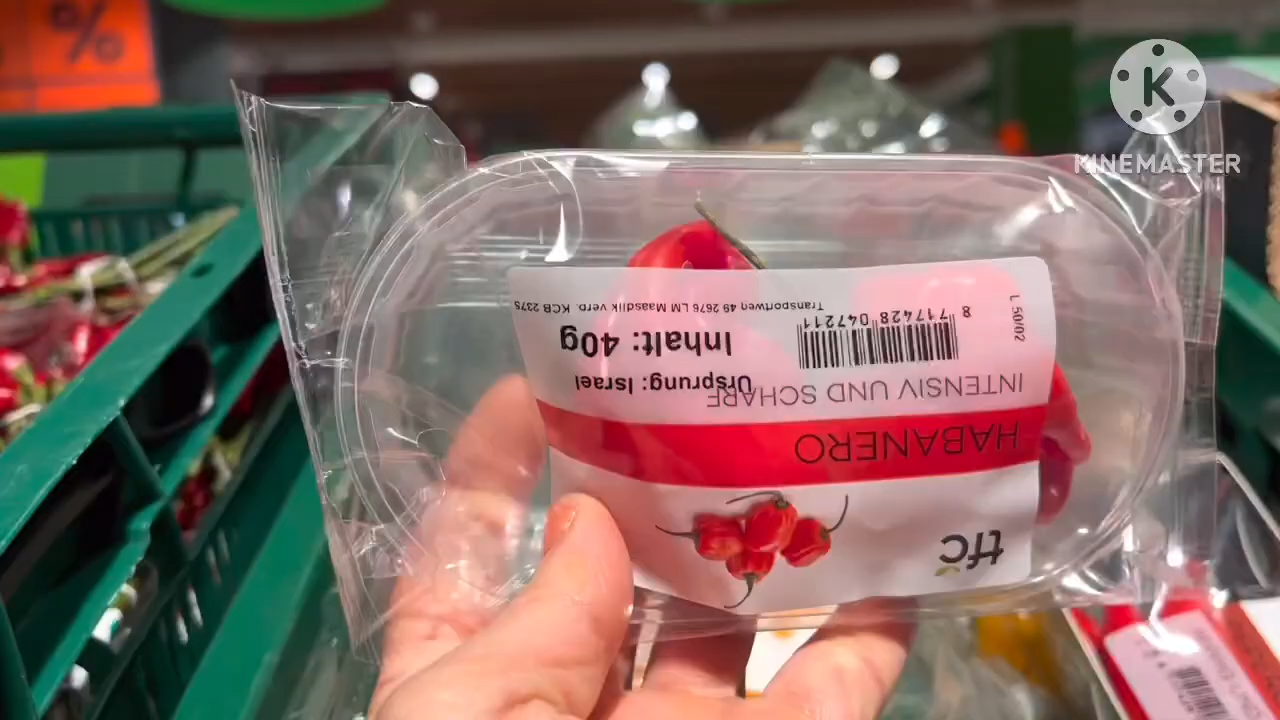 %
K
KINEMASTER
tfc
HABANERO
INTENSIV UND SCHARF
Ursprung: Israel
Inhalt: 40g
8 717428 047211
L 50/02
Transportweg 49 2676 LM Maasdijk verp. KCB 2375